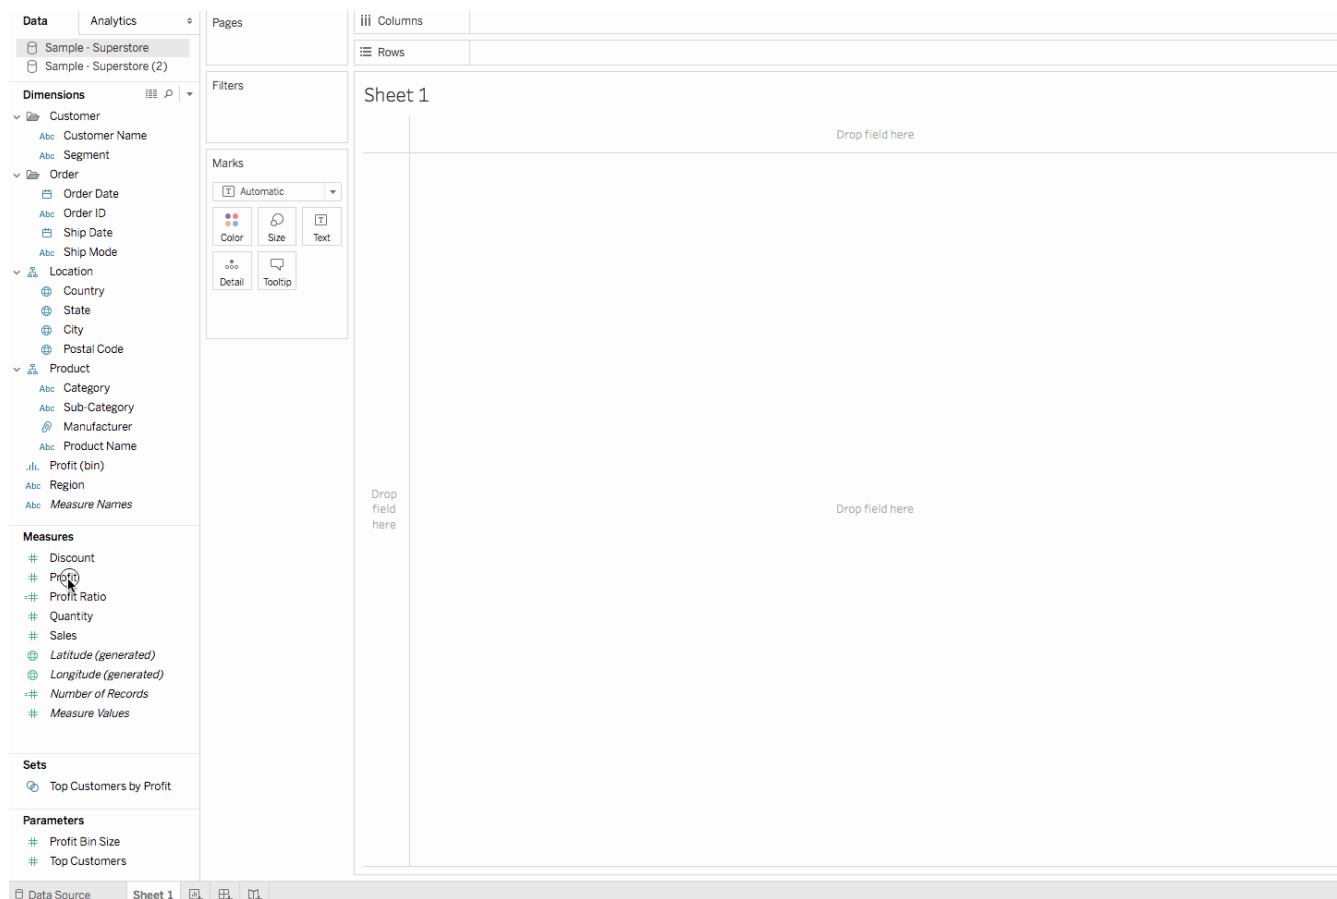 Data
Analytics
Sample - Superstore
Sample - Superstore (2)
Dimensions
Customer
Abc Customer Name
Abc Segment
Order
Order Date
Abc Order ID
Ship Date
Abc Ship Mode
Location
Country
State
City
Postal Code
Product
Abc Category
Abc Sub-Category
Manufacturer
Abc Product Name
Profit (bin)
Abc Region
Abc Measure Names
Measures
# Discount
# Profit
=# Profit Ratio
# Quantity
# Sales
Latitude (generated)
Longitude (generated)
=# Number of Records
# Measure Values
Sets
Top Customers by Profit
Parameters
# Profit Bin Size
# Top Customers
Pages
Filters
Marks
T Automatic
Color
Size
T Text
Detail
Tooltip
Columns
Rows
Sheet 1
Drop field here
Drop
field
here
Drop field here
Data Source
Sheet 1